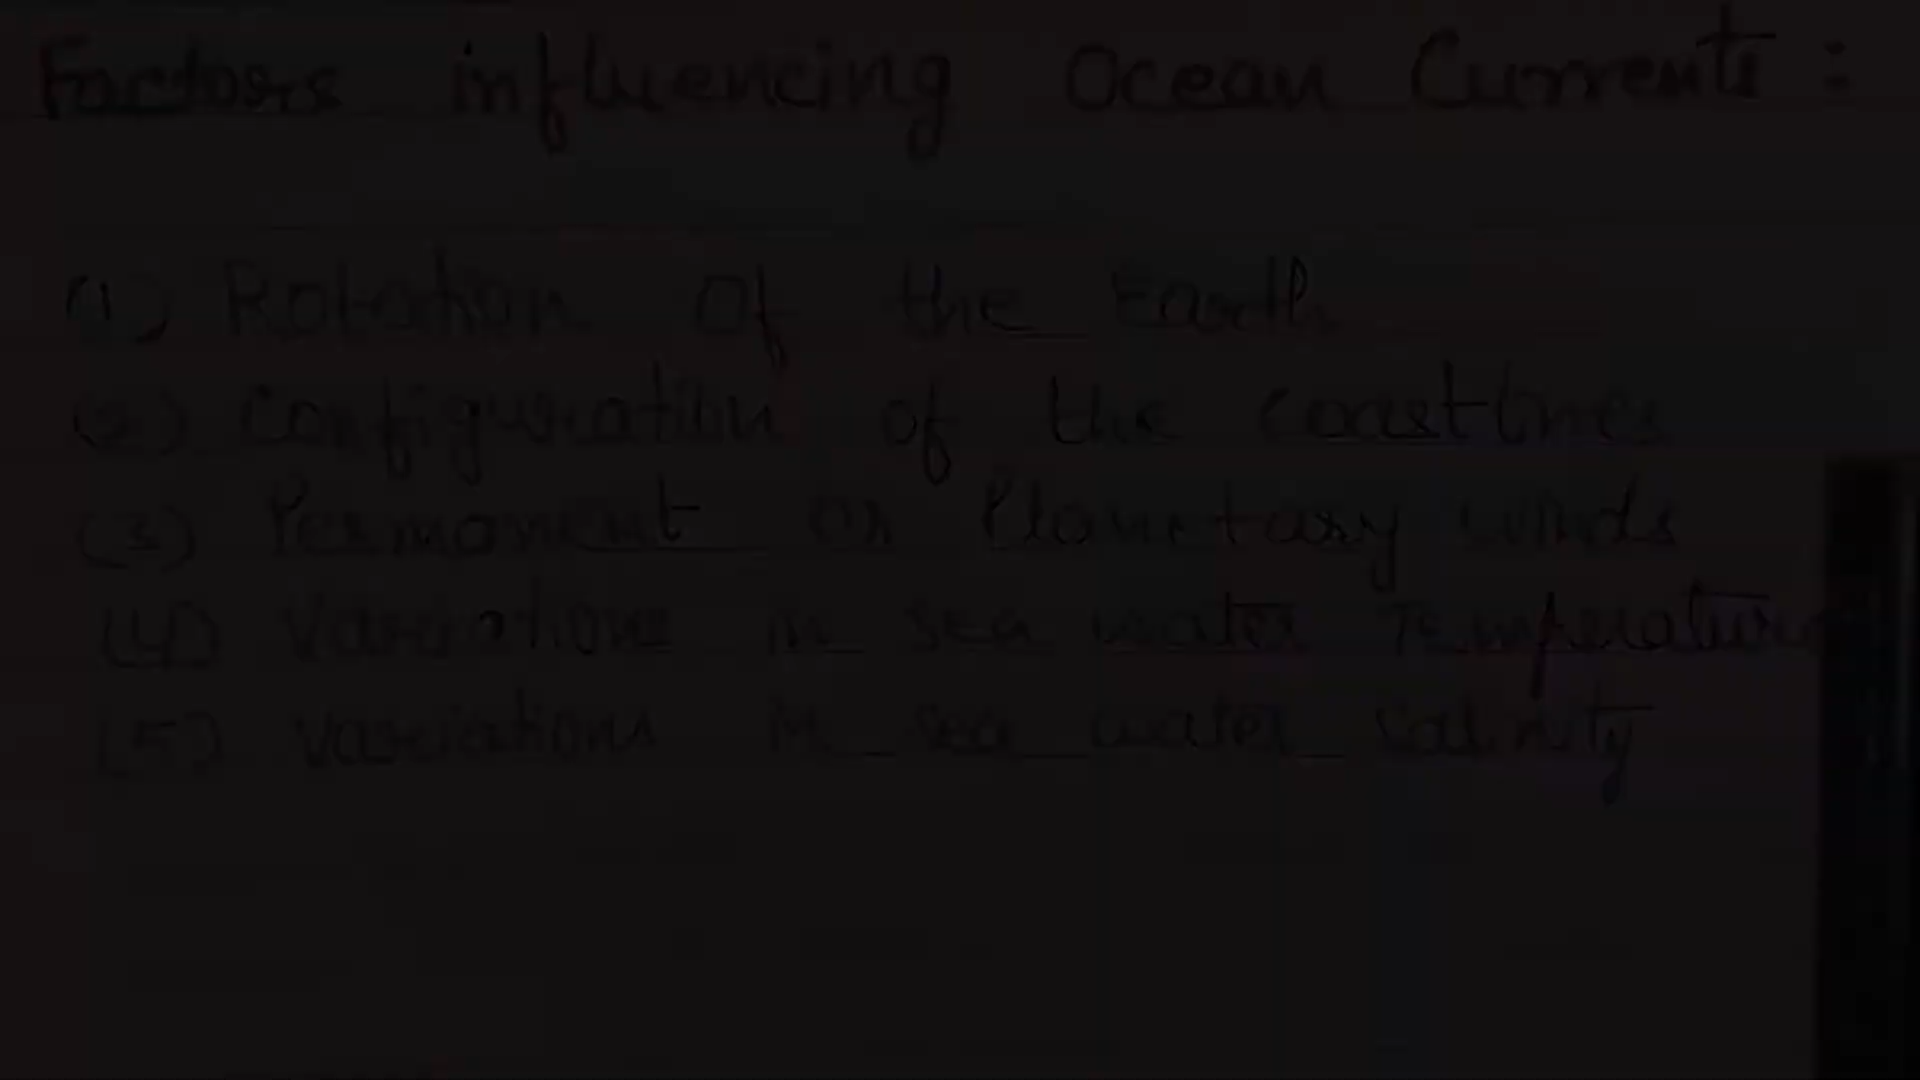 Factors influencing Ocean Currents :
(1) Rotation of the Earth
(2) Configuration of the coastlines
(3) Permanent or Planetary winds
(4) Variations in sea water Temperature
(5) Variations in sea water salinity